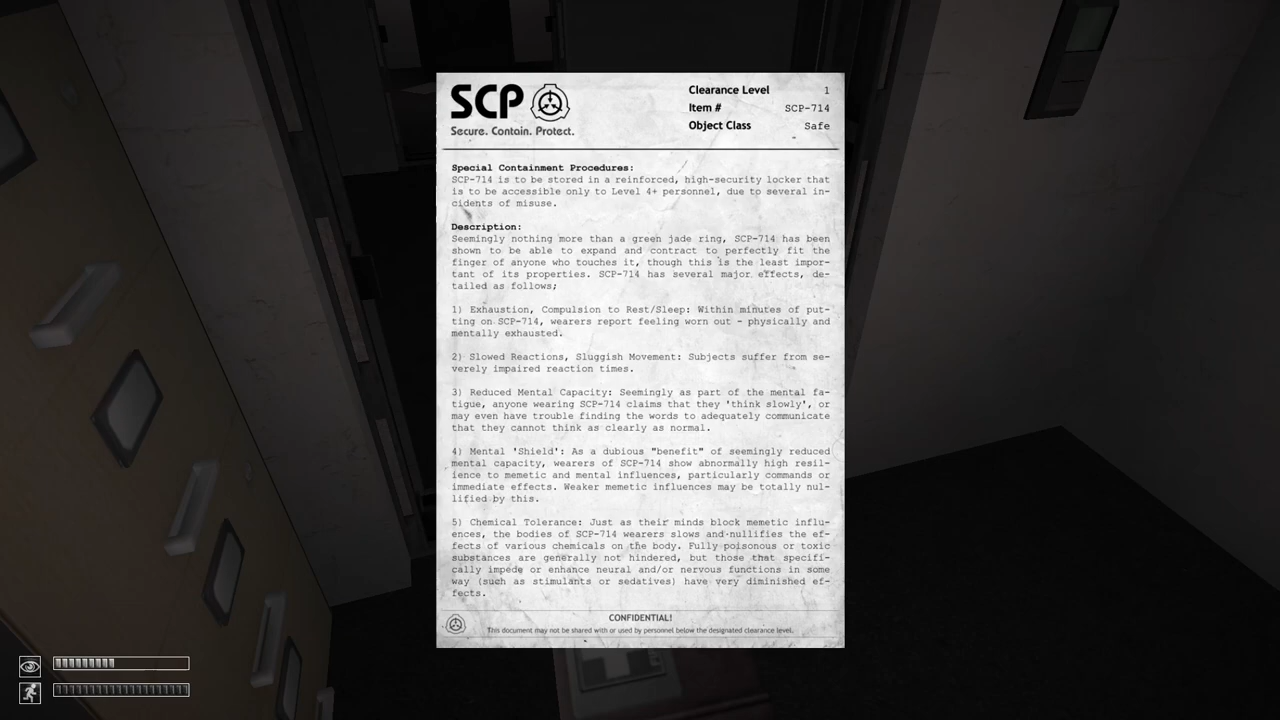 SCP
Secure. Contain. Protect.
Clearance Level 1
Item # SCP-714
Object Class Safe
Special Containment Procedures:
SCP-714 is to be stored in a reinforced, high-security locker that
is to be accessible only to Level 4+ personnel, due to several in-
cidents of misuse.
Description:
Seemingly nothing more than a green jade ring, SCP-714 has been
shown to be able to expand and contract to perfectly fit the
finger of anyone who touches it, though this is the least impor-
tant of its properties. SCP-714 has several major effects, de-
tailed as follows;
1) Exhaustion, Compulsion to Rest/Sleep: Within minutes of put-
ting on SCP-714, wearers report feeling worn out - physically and
mentally exhausted.
2) Slowed Reactions, Sluggish Movement: Subjects suffer from se-
verely impaired reaction times.
3) Reduced Mental Capacity: Seemingly as part of the mental fa-
tigue, anyone wearing SCP-714 claims that they 'think slowly', or
may even have trouble finding the words to adequately communicate
that they cannot think as clearly as normal.
4) Mental 'Shield': As a dubious "benefit" of seemingly reduced
mental capacity, wearers of SCP-714 show abnormally high resil-
ience to memetic and mental influences, particularly commands or
immediate effects. Weaker memetic influences may be totally nul-
lified by this.
5) Chemical Tolerance: Just as their minds block memetic influ-
ences, the bodies of SCP-714 wearers slows and nullifies the ef-
fects of various chemicals on the body. Fully poisonous or toxic
substances are generally not hindered, but those that specifi-
cally impede or enhance neural and/or nervous functions in some
way (such as stimulants or sedatives) have very diminished ef-
fects.
CONFIDENTIAL!
This document may not be shared with or used by personnel below the designated clearance level.